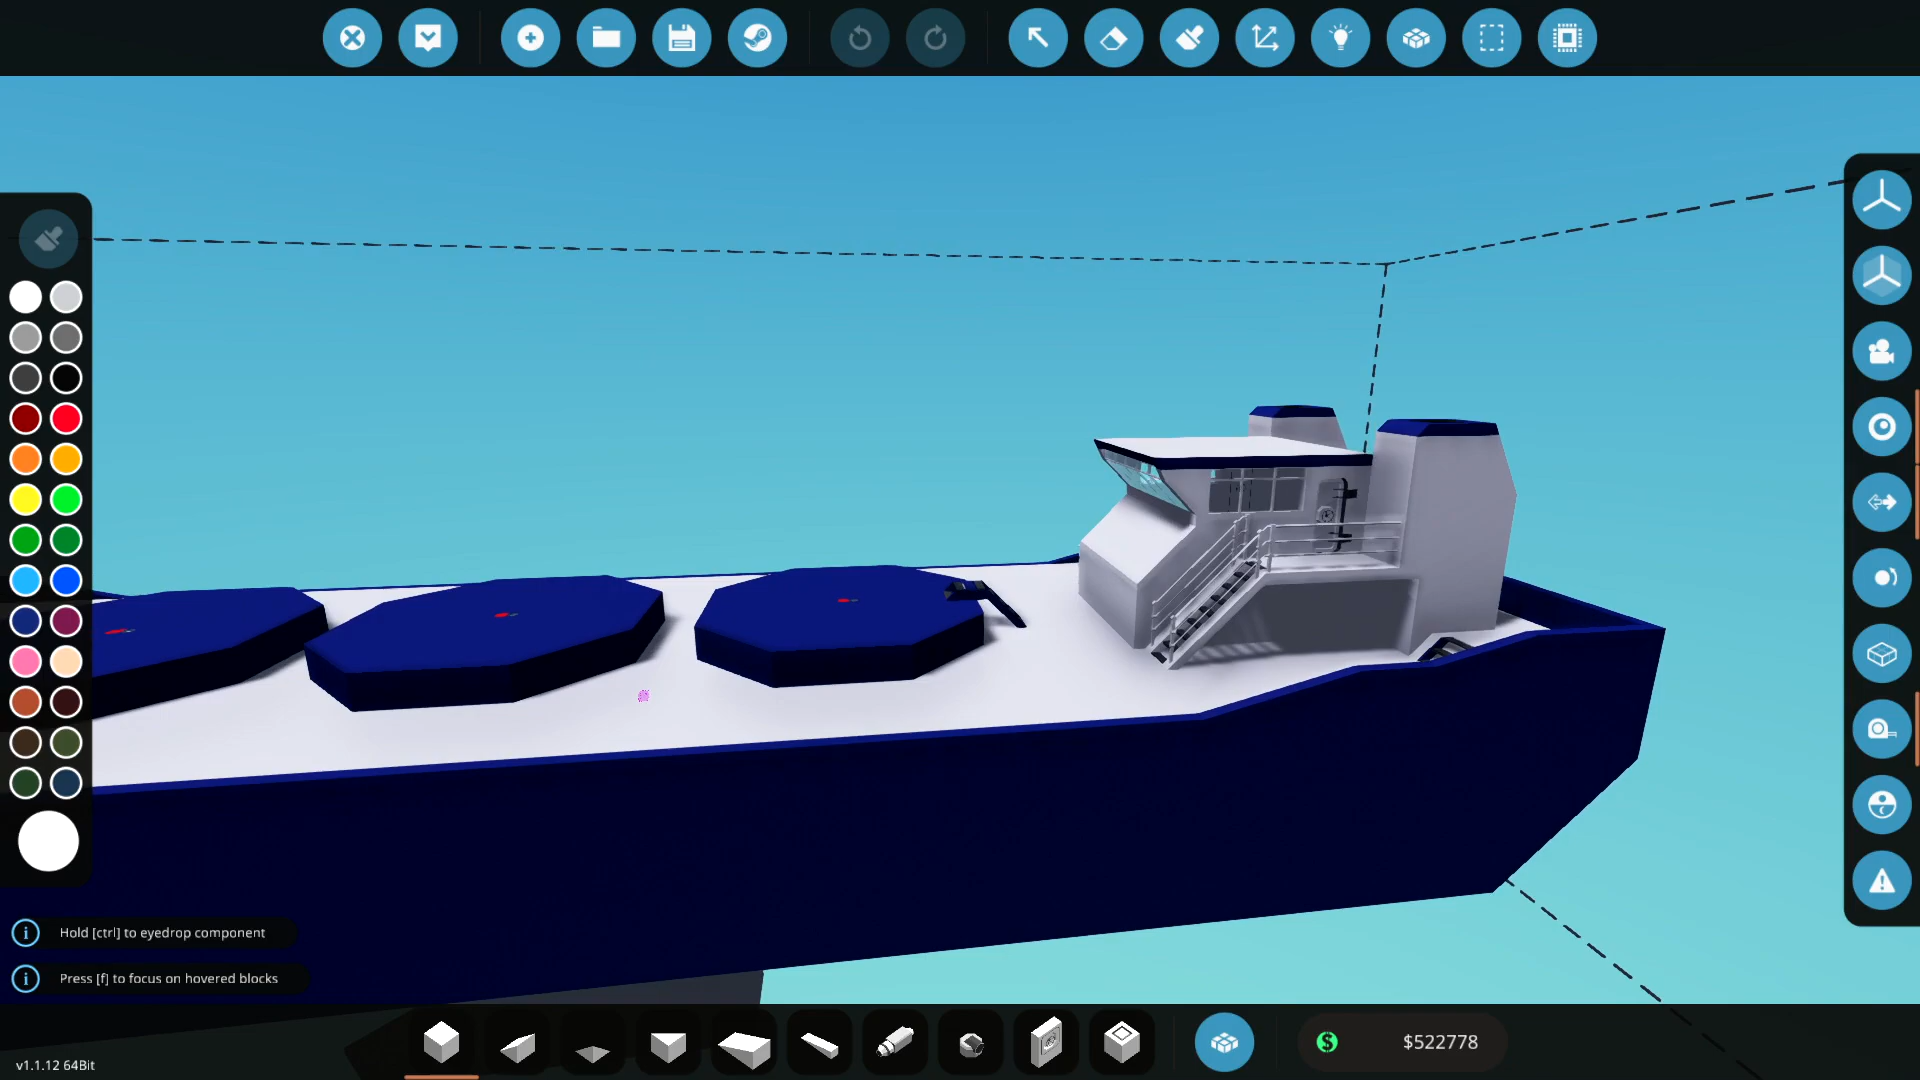 Hold [ctrl] to eyedrop component
Press [f] to focus on hovered blocks
$522778
v1.1.12 64Bit